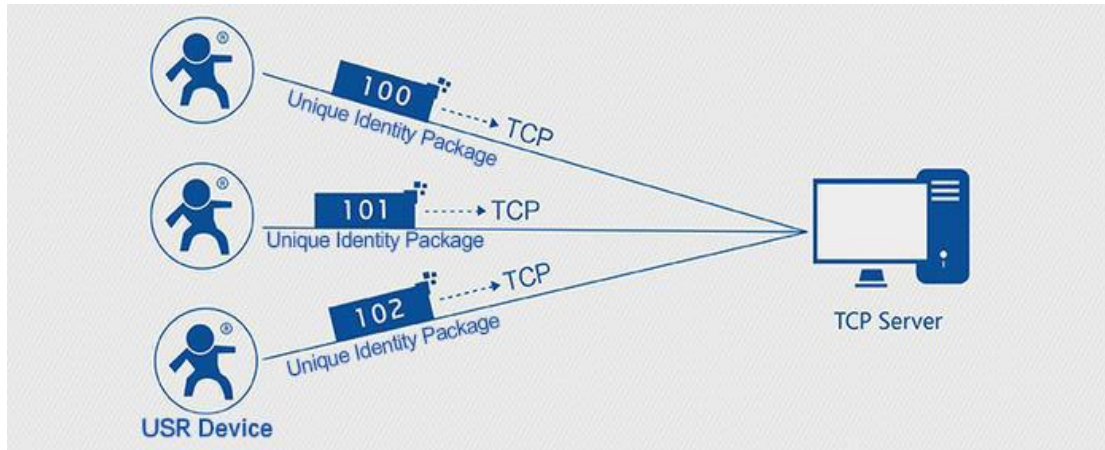 ®
100
Unique Identity Package
TCP
®
101
Unique Identity Package
TCP
®
102
Unique Identity Package
TCP
USR Device
TCP Server